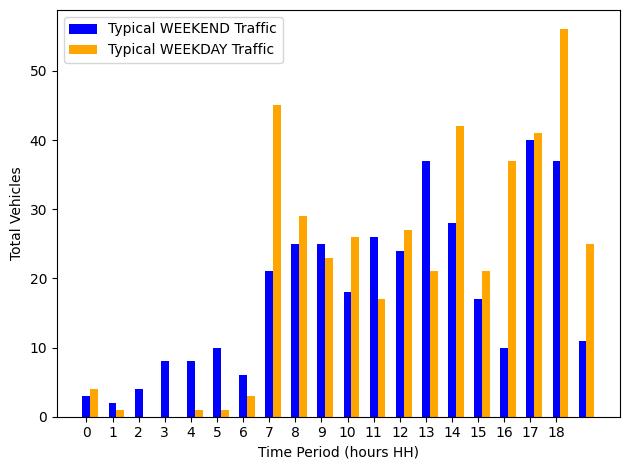 Typical WEEKEND Traffic
Typical WEEKDAY Traffic
Total Vehicles
50
40
30
20
10
0
0 1 2 3 4 5 6 7 8 9 10 11 12 13 14 15 16 17 18
Time Period (hours HH)